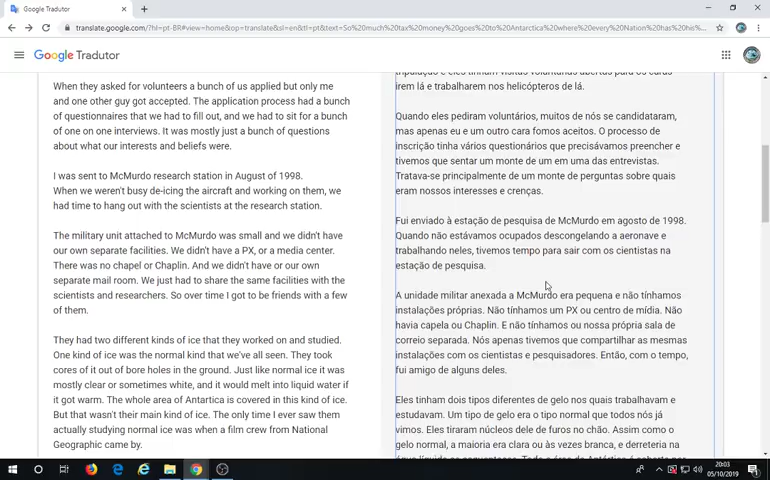 Google Tradutor
translate.google.com/?hl=pt-BR#view=home&op=translate&sl=en&tl=pt&text=So%20much%20tax%20money%20goes%20to%20Antarctica%20where%20every%20Nation%20has%20his%...
Google Tradutor
When they asked for volunteers a bunch of us applied but only me
and one other guy got accepted. The application process had a bunch
of questionnaires that we had to fill out, and we had to sit for a bunch
of one on one interviews. It was mostly just a bunch of questions
about what our interests and beliefs were.
I was sent to McMurdo research station in August of 1998.
When we weren't busy de-icing the aircraft and working on them, we
had time to hang out with the scientists at the research station.
The military unit attached to McMurdo was small and we didn't have
our own separate facilities. We didn't have a PX, or a media center.
There was no chapel or Chaplin. And we didn't have or our own
separate mail room. We just had to share the same facilities with the
scientists and researchers. So over time I got to be friends with a few
of them.
They had two different kinds of ice that they worked on and studied.
One kind of ice was the normal kind that we've all seen. They took
cores of it out of bore holes in the ground. Just like normal ice it was
mostly clear or sometimes white, and it would melt into liquid water if
it got warm. The whole area of Antartica is covered in this kind of ice.
But that wasn't their main kind of ice. The only time I ever saw them
actually studying normal ice was when a film crew from National
Geographic came by.
tripulação e eles tinham visitas voluntárias abertas para os caras
irem lá e trabalharem nos helicópteros de lá.
Quando eles pediram voluntários, muitos de nós se candidataram,
mas apenas eu e um outro cara fomos aceitos. O processo de
inscrição tinha vários questionários que precisávamos preencher e
tivemos que sentar um monte de um em uma das entrevistas.
Tratava-se principalmente de um monte de perguntas sobre quais
eram nossos interesses e crenças.
Fui enviado à estação de pesquisa de McMurdo em agosto de 1998.
Quando não estávamos ocupados descongelando a aeronave e
trabalhando neles, tivemos tempo para sair com os cientistas na
estação de pesquisa.
A unidade militar anexada a McMurdo era pequena e não tínhamos
instalações próprias. Não tínhamos um PX ou centro de mídia. Não
havia capela ou Chaplin. E não tínhamos ou nossa própria sala de
correio separada. Nós apenas tivemos que compartilhar as mesmas
instalações com os cientistas e pesquisadores. Então, com o tempo,
fui amigo de alguns deles.
Eles tinham dois tipos diferentes de gelo nos quais trabalhavam e
estudavam. Um tipo de gelo era o tipo normal que todos nós já
vimos. Eles tiraram núcleos dele de furos no chão. Assim como o
gelo normal, a maioria era clara ou às vezes branca, e derreteria na
20:03
05/10/2019